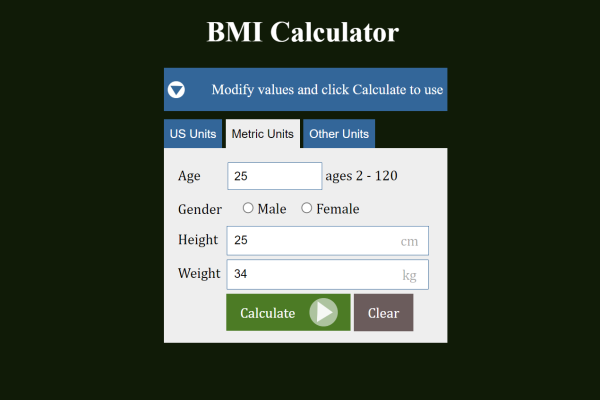 BMI Calculator
Modify values and click Calculate to use
US Units Metric Units Other Units
Age 25 ages 2 - 120
Gender Male Female
Height 25 cm
Weight 34 kg
Calculate Clear